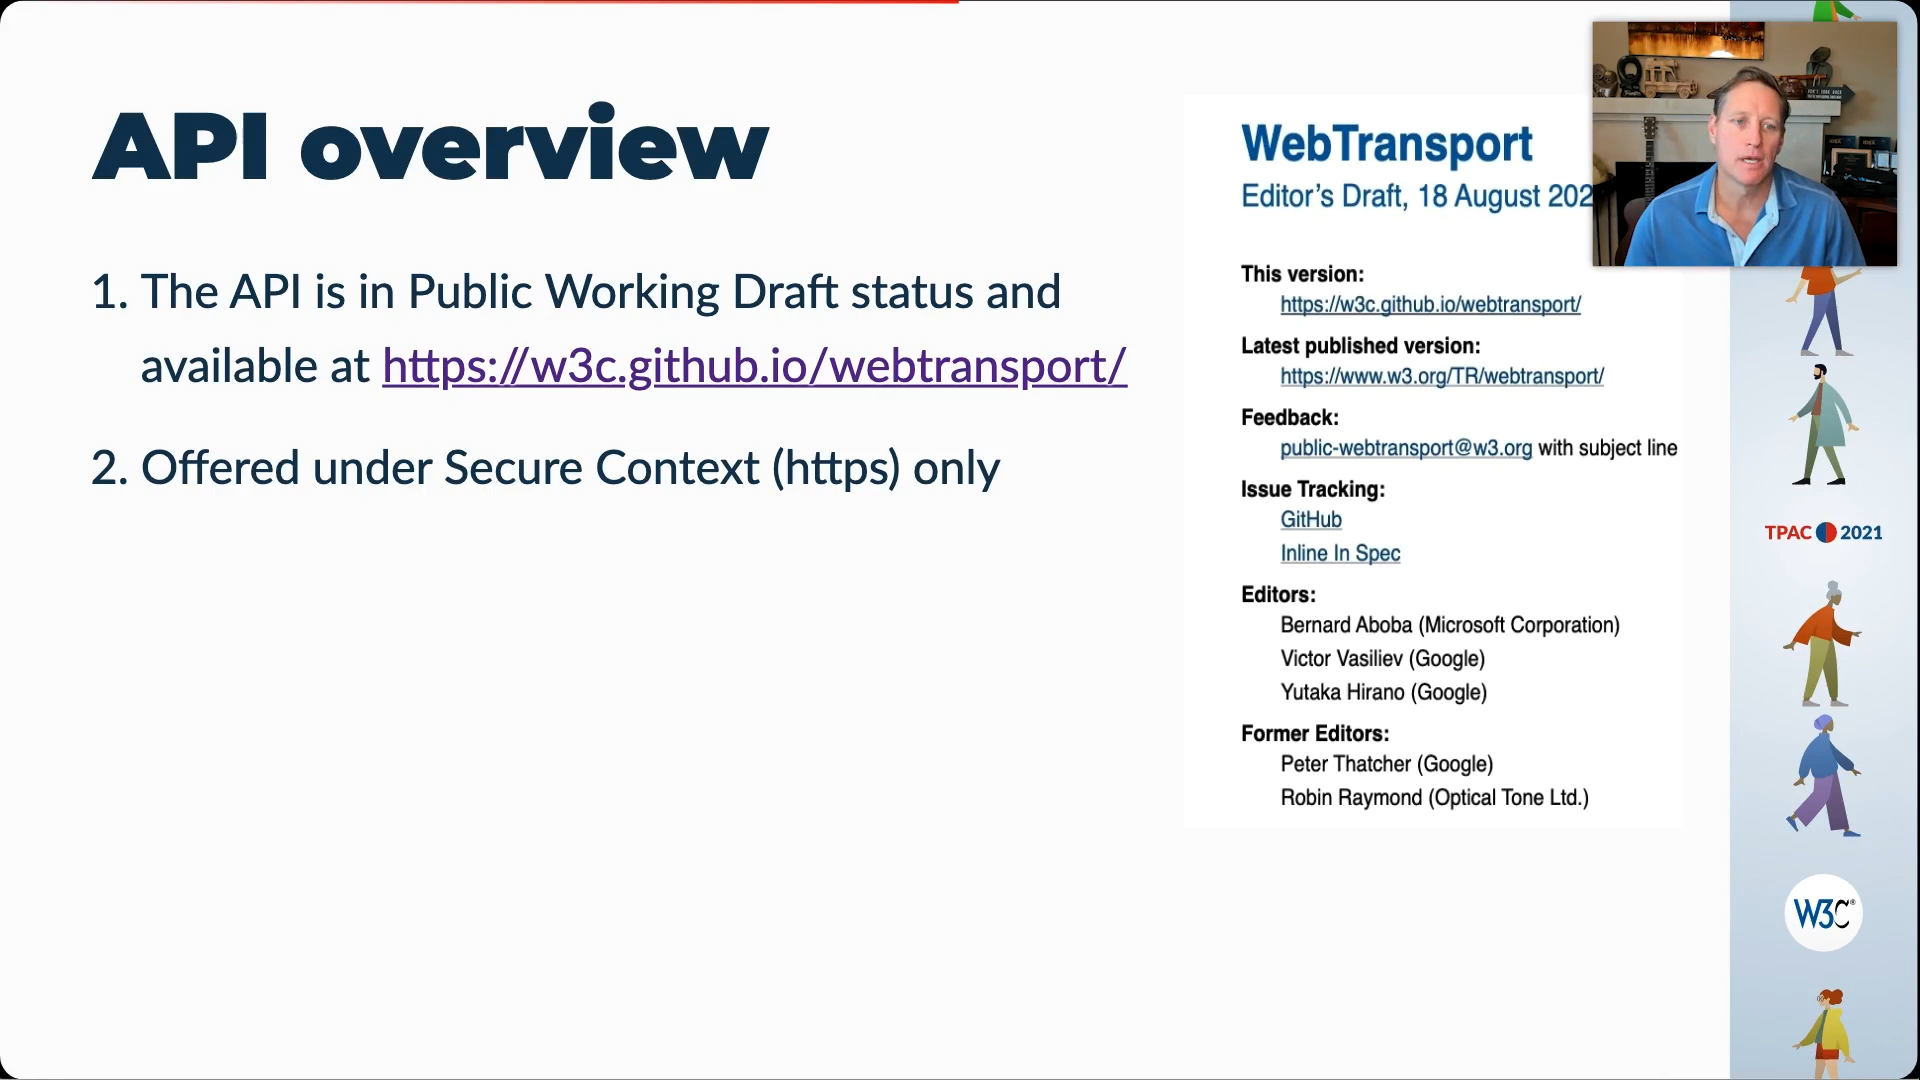 API overview
1. The API is in Public Working Draft status and
available at https://w3c.github.io/webtransport/
2. Offered under Secure Context (https) only
WebTransport
Editor's Draft, 18 August 202
This version:
https://w3c.github.io/webtransport/
Latest published version:
https://www.w3.org/TR/webtransport/
Feedback:
public-webtransport@w3.org with subject line
Issue Tracking:
GitHub
Inline In Spec
Editors:
Bernard Aboba (Microsoft Corporation)
Victor Vasiliev (Google)
Yutaka Hirano (Google)
Former Editors:
Peter Thatcher (Google)
Robin Raymond (Optical Tone Ltd.)
TPAC 2021
W3C®